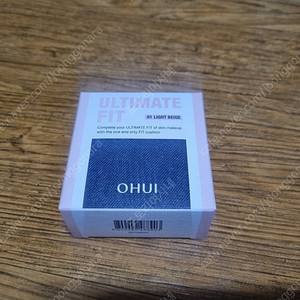 ULTIMATE
FIT
01 LIGHT BEIGE
Complete your ULTIMATE FIT of skin makeup
with the one and only FIT cushion
OHUI